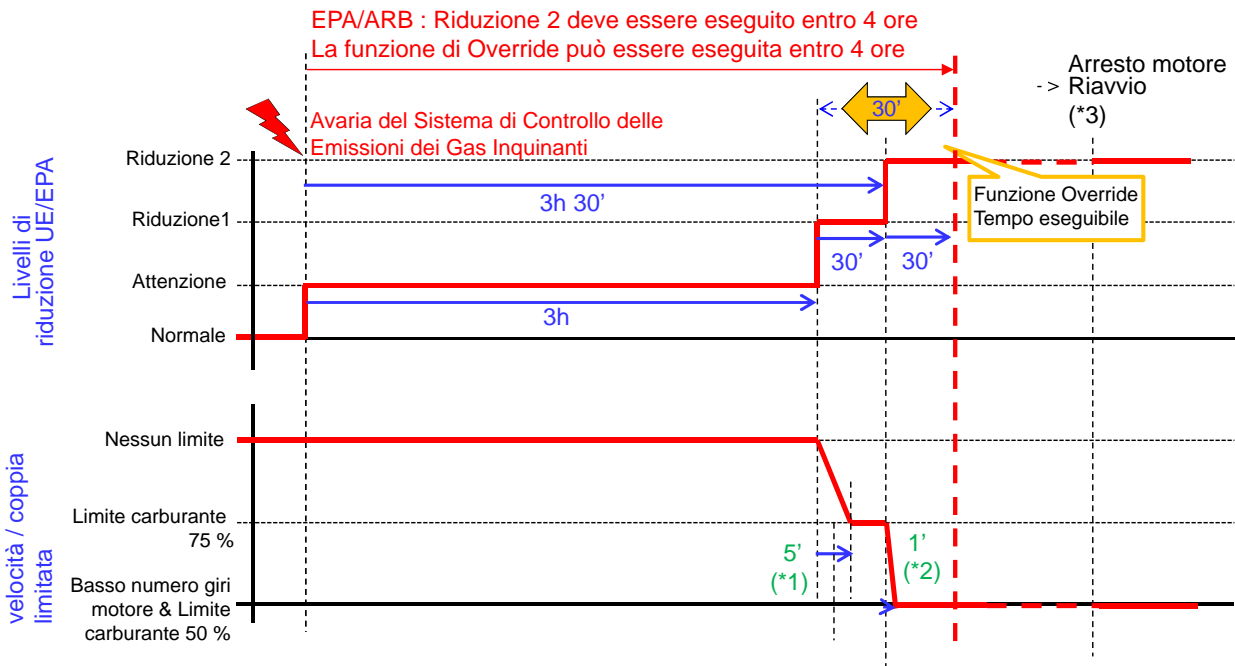 EPA/ARB : Riduzione 2 deve essere eseguito entro 4 ore
La funzione di Override può essere eseguita entro 4 ore
Arresto motore
-> Riavvio
(*3)
30'
Avaria del Sistema di Controllo delle
Emissioni dei Gas Inquinanti
Livelli di
riduzione UE/EPA
Riduzione 2
3h 30'
Funzione Override
Tempo eseguibile
Riduzione1
30'
30'
Attenzione
3h
Normale
velocità / coppia
limitata
Nessun limite
Limite carburante
75 %
5'
(*1)
1'
(*2)
Basso numero giri
motore & Limite
carburante 50 %